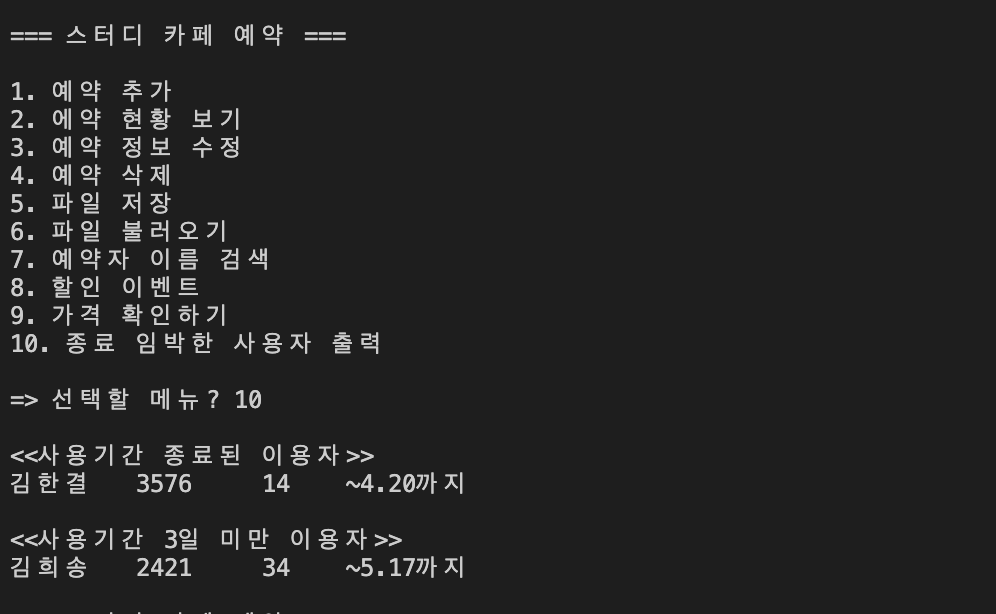 === 스터디 카페 예약 ===
1. 예약 추가
2. 에약 현황 보기
3. 예약 정보 수정
4. 예약 삭제
5. 파일 저장
6. 파일 불러오기
7. 예약자 이름 검색
8. 할인 이벤트
9. 가격 확인하기
10. 종료 임박한 사용자 출력
=> 선택할 메뉴? 10
<<사용기간 종료된 이용자>>
김한결 3576 14 ~4.20까지
<<사용기간 3일 미만 이용자>>
김희송 2421 34 ~5.17까지